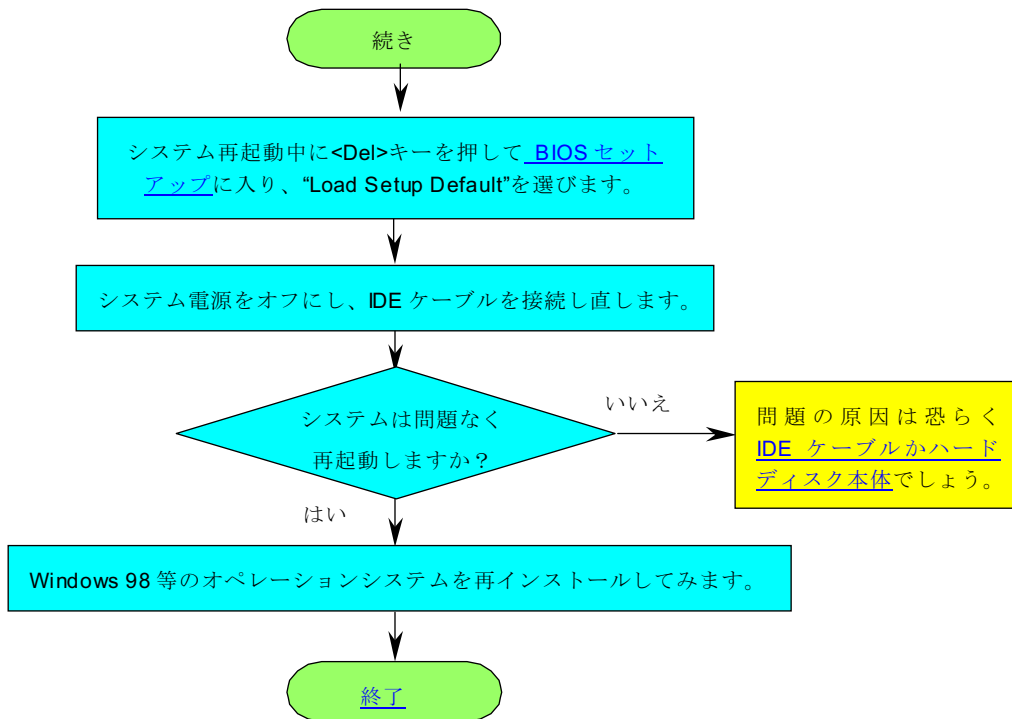 続き
システム再起動中に<Del>キーを押して BIOS セット
アップに入り、“Load Setup Default”を選びます。
システム電源をオフにし、IDE ケーブルを接続し直します。
システムは問題なく
再起動しますか?
いいえ
問題の原因は恐らく
IDE ケーブルかハード
ディスク本体でしょう。
はい
Windows 98 等のオペレーションシステムを再インストールしてみます。
終了